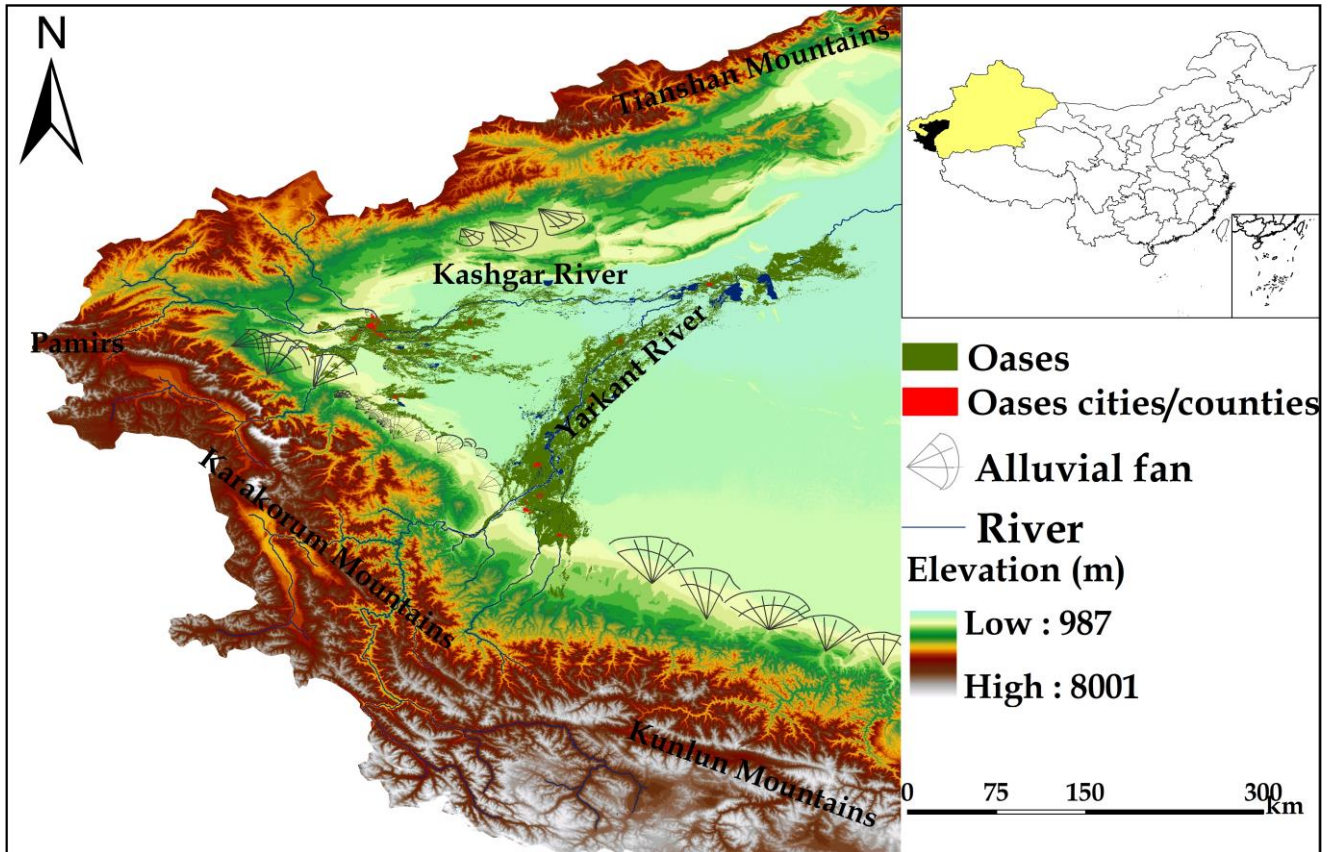 N
Tianshan Mountains
Kashgar River
Pamirs
Yarkant River
Karakorum Mountains
Kunlun Mountains
Oases
Oases cities/counties
Alluvial fan
River
Elevation (m)
Low : 987
High : 8001
0 75 150 300
km